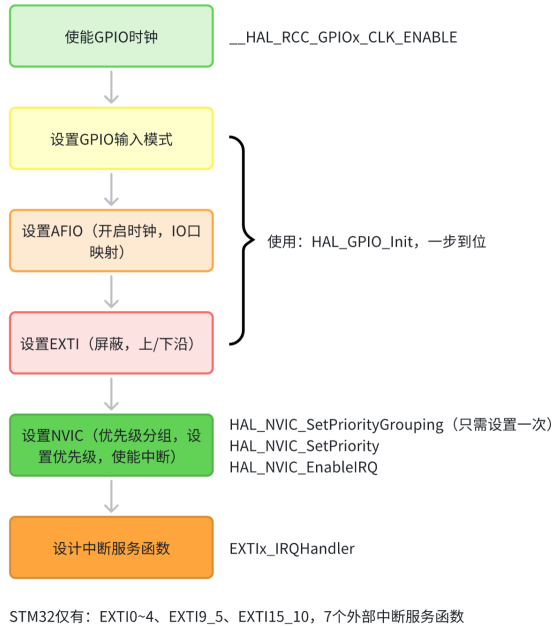 使能GPIO时钟
__HAL_RCC_GPIOx_CLK_ENABLE
设置GPIO输入模式
设置AFIO（开启时钟，IO口
映射）
使用：HAL_GPIO_Init，一步到位
设置EXTI（屏蔽，上/下沿）
设置NVIC（优先级分组，设
置优先级，使能中断）
HAL_NVIC_SetPriorityGrouping（只需设置一次）
HAL_NVIC_SetPriority
HAL_NVIC_EnableIRQ
设计中断服务函数
EXTIx_IRQHandler
STM32仅有：EXTI0~4、EXTI9_5、EXTI15_10，7个外部中断服务函数